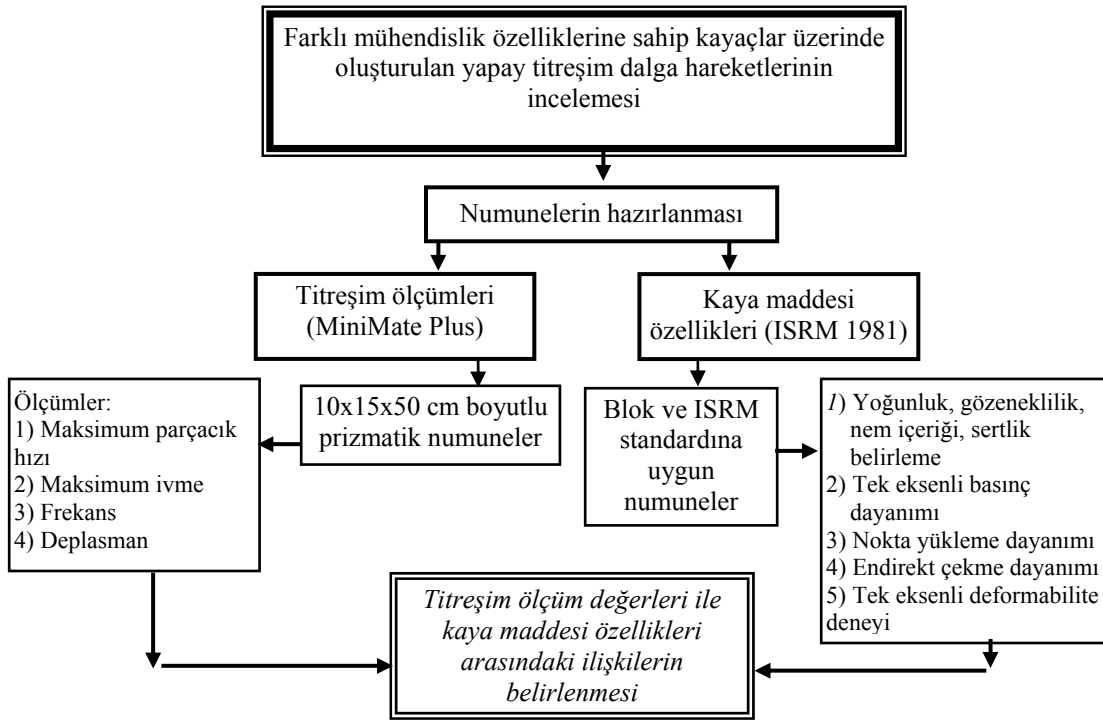 Farklı mühendislik özelliklerine sahip kayaçlar üzerinde
oluşturulan yapay titreşim dalga hareketlerinin
incelemesi
Numunelerin hazırlanması
Titreşim ölçümleri
(MiniMate Plus)
Kaya maddesi
özellikleri (ISRM 1981)
Ölçümler:
1) Maksimum parçacık
hızı
2) Maksimum ivme
3) Frekans
4) Deplasman
10x15x50 cm boyutlu
prizmatik numuneler
Blok ve ISRM
standardına
uygun
numuneler
1) Yoğunluk, gözeneklilik,
nem içeriği, sertlik
belirleme
2) Tek eksenli basınç
dayanımı
3) Nokta yükleme dayanımı
4) Endirekt çekme dayanımı
5) Tek eksenli deformabilite
deneyi
Titreşim ölçüm değerleri ile
kaya maddesi özellikleri
arasındaki ilişkilerin
belirlenmesi